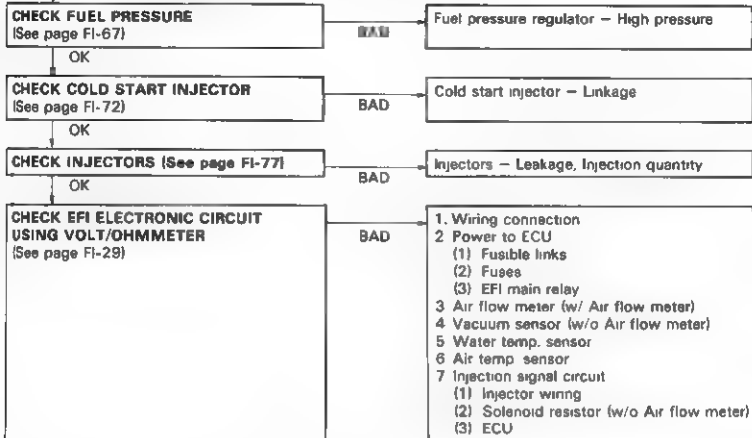 CHECK FUEL PRESSURE
(See page FI-67)
BAD
Fuel pressure regulator — High pressure
OK
CHECK COLD START INJECTOR
(See page FI-72)
BAD
Cold start injector — Linkage
OK
CHECK INJECTORS (See page FI-77)
BAD
Injectors — Leakage, Injection quantity
OK
CHECK EFI ELECTRONIC CIRCUIT
USING VOLT/OHMMETER
(See page FI-29)
BAD
1. Wiring connection
2 Power to ECU
(1) Fusible links
(2) Fuses
(3) EFI main relay
3 Air flow meter (w/ Air flow meter)
4 Vacuum sensor (w/o Air flow meter)
5 Water temp. sensor
6 Air temp sensor
7 Injection signal circuit
(1) Injector wiring
(2) Solenoid resistor (w/o Air flow meter)
(3) ECU